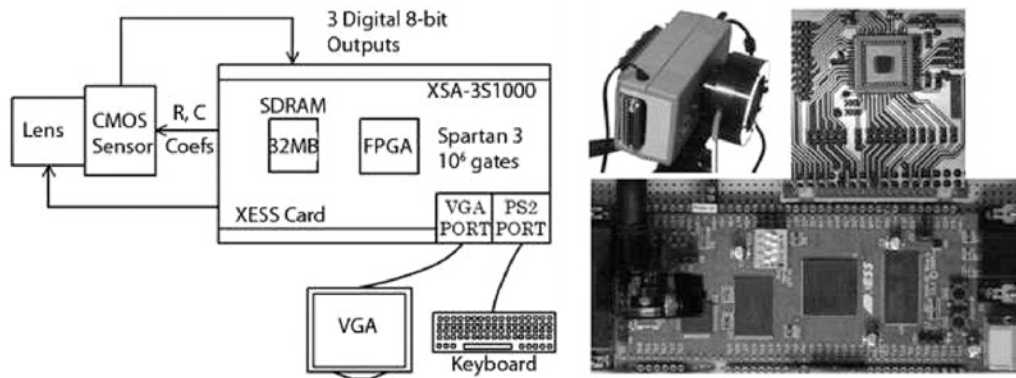 3 Digital 8-bit
Outputs
XSA-3S1000
SDRAM
Lens
CMOS
Sensor
R, C
Coefs
32MB
FPGA
Spartan 3
10⁶ gates
XESS Card
VGA
PORT
PS2
PORT
VGA
Keyboard
XESS